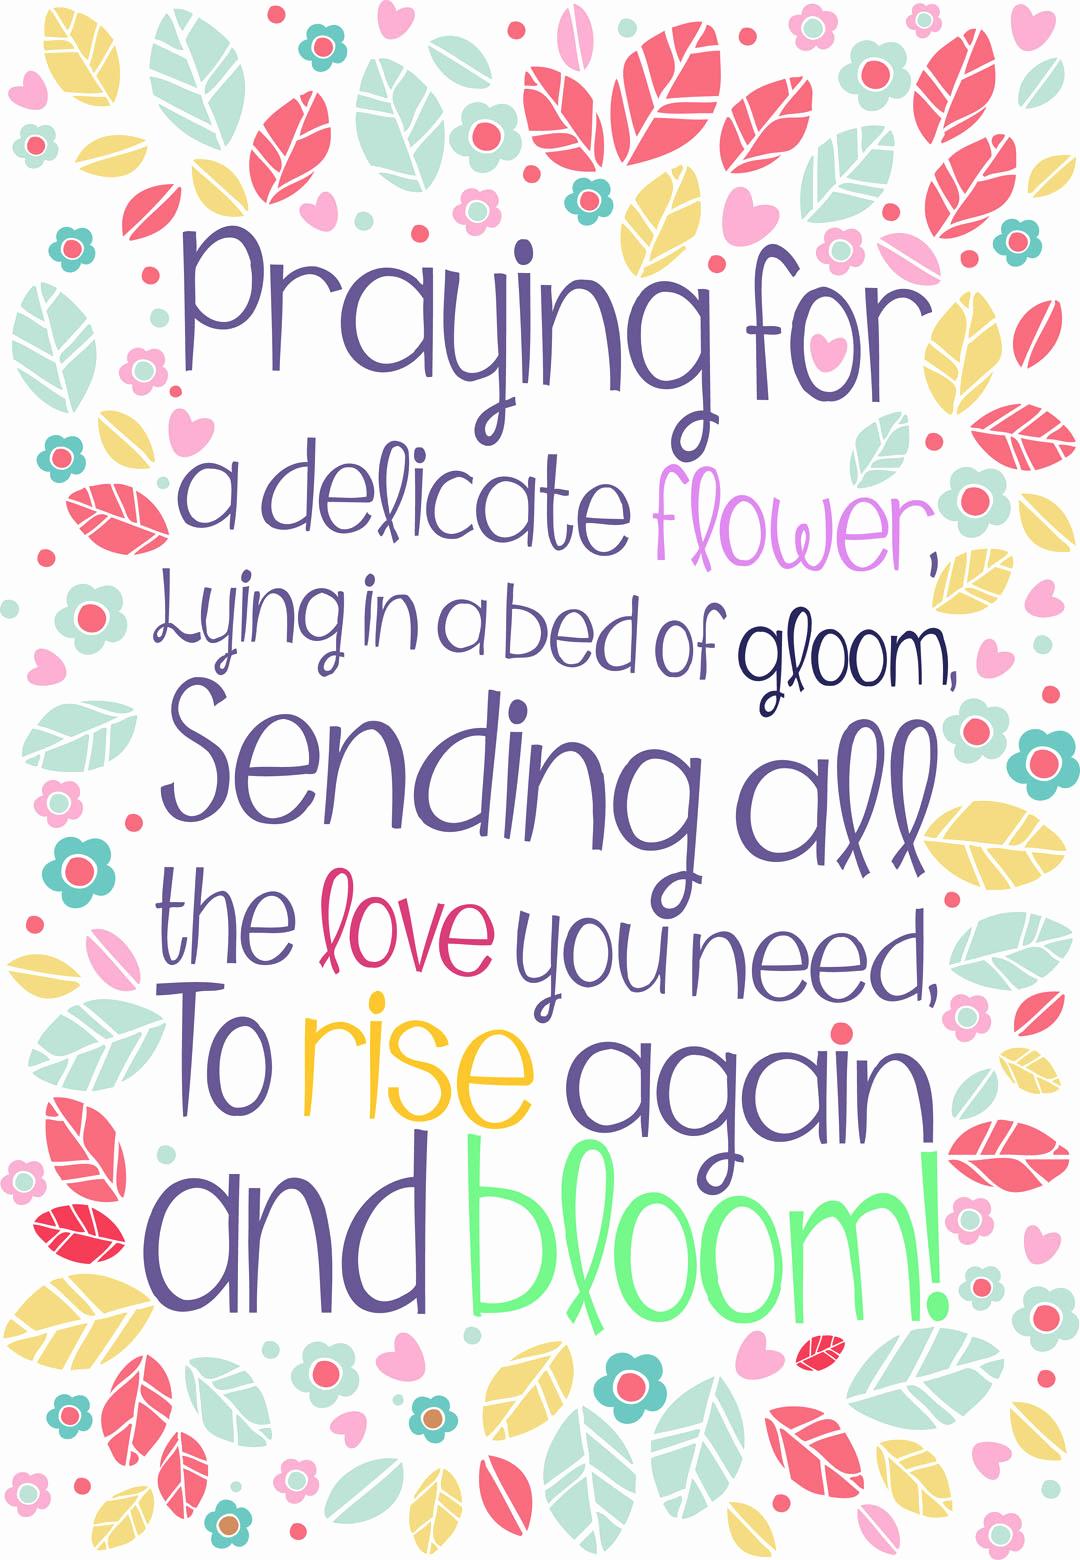 Praying for
a delicate flower,
Lying in a bed of gloom,
Sending all
the love you need,
To rise again
and bloom!